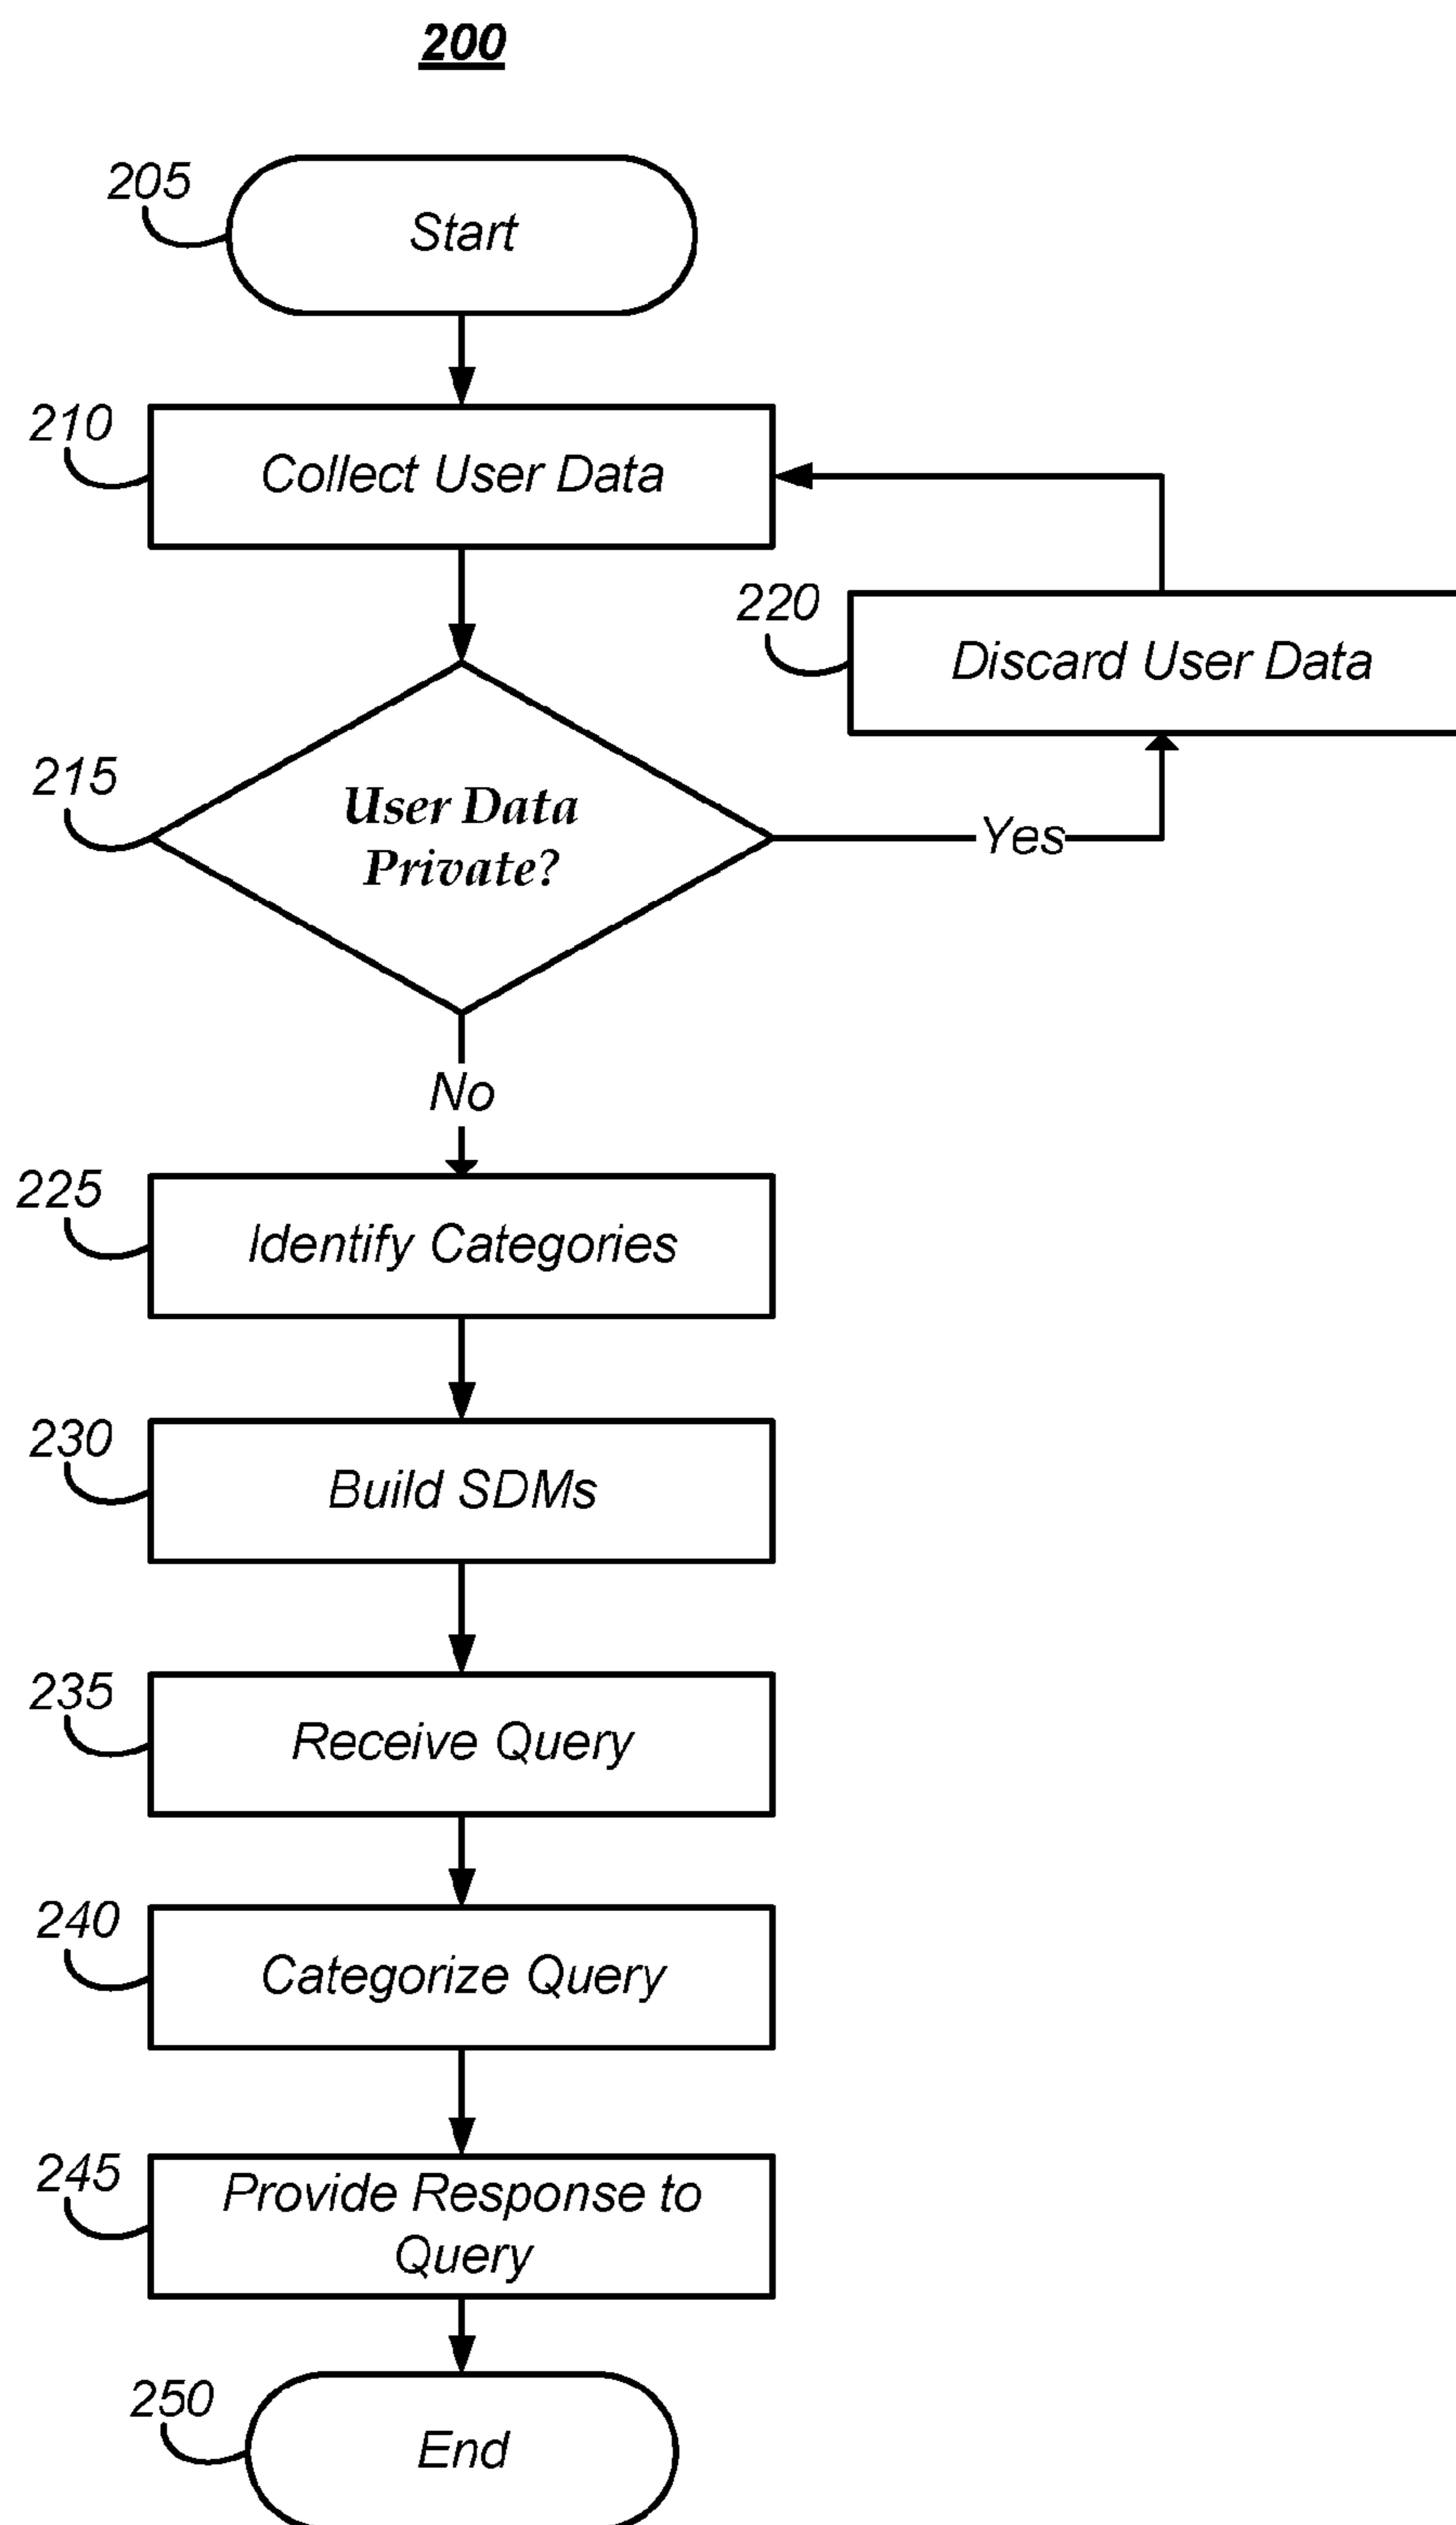 200
205
Start
210
Collect User Data
220
Discard User Data
215
User Data
Private?
Yes
No
225
Identify Categories
230
Build SDMs
235
Receive Query
240
Categorize Query
245
Provide Response to
Query
250
End